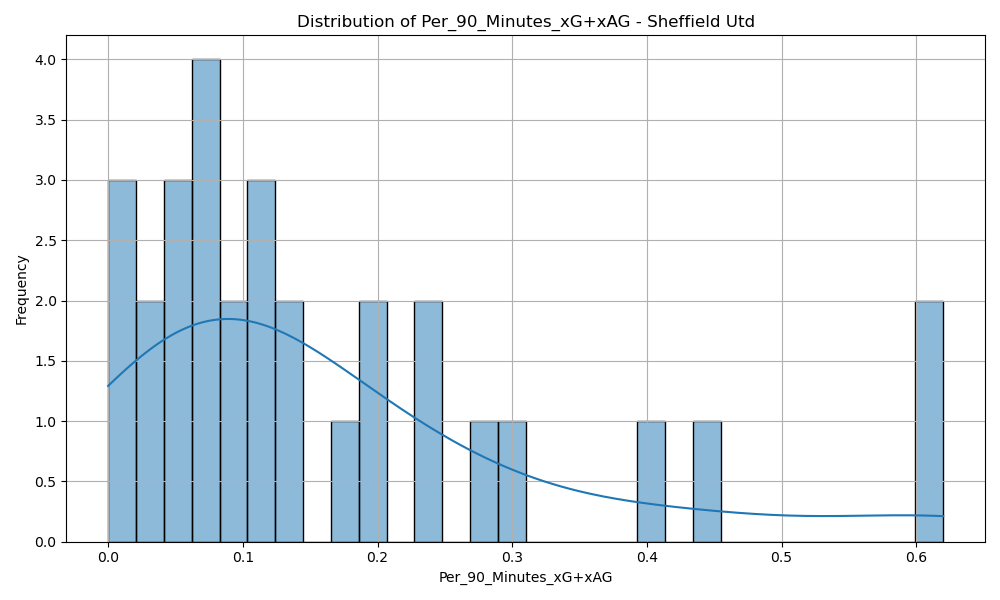 Distribution of Per_90_Minutes_xG+xAG - Sheffield Utd
4.0
3.5
3.0
2.5
2.0
1.5
1.0
0.5
0.0
Frequency
0.0 0.1 0.2 0.3 0.4 0.5 0.6
Per_90_Minutes_xG+xAG